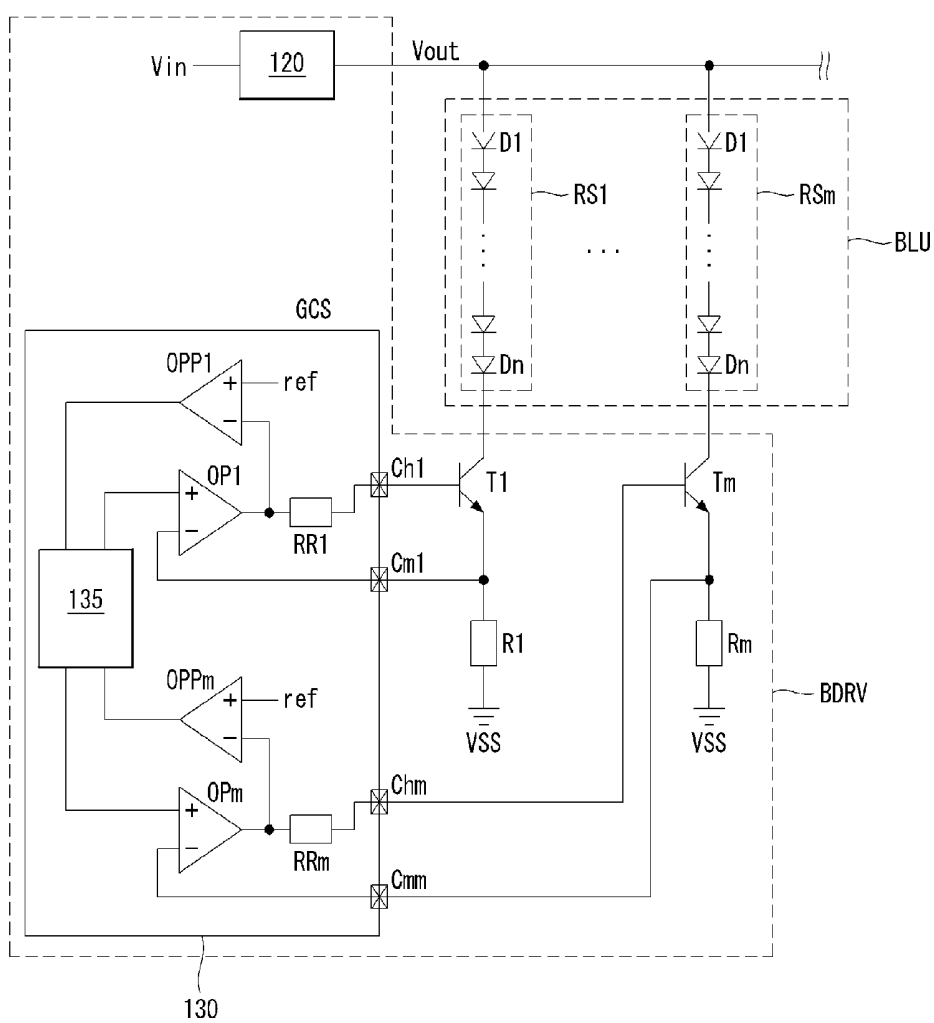 Vin
120
Vout
D1
D1
RS1
RSm
BLU
. . .
Dn
Dn
GCS
OPP1
+
ref
−
OP1
+
−
RR1
Ch1
T1
Tm
Cm1
135
R1
Rm
OPPm
+
ref
−
VSS
VSS
BDRV
OPm
+
−
RRm
Chm
Cmm
130